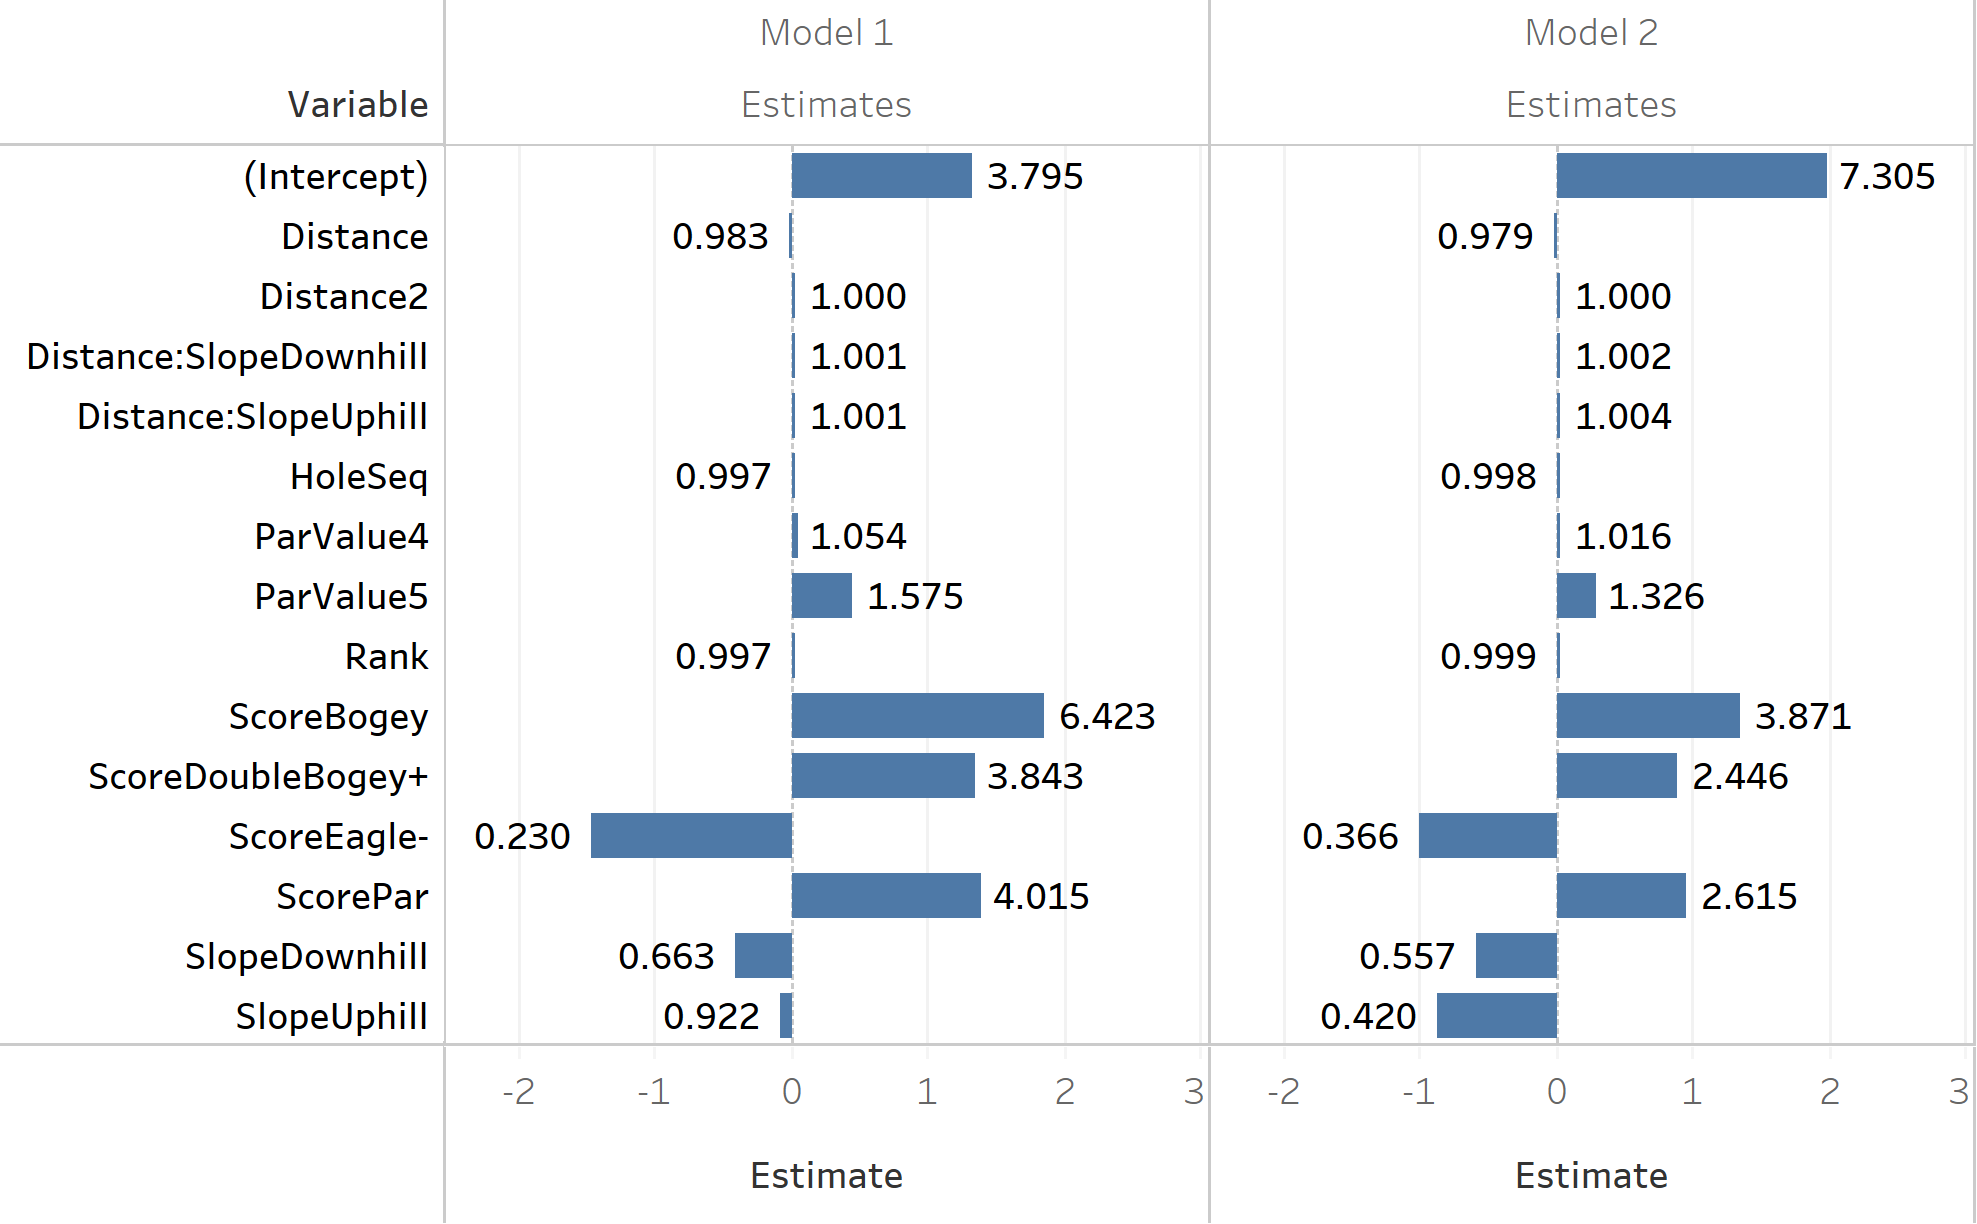 Model 1 Model 2
Variable Estimates Estimates
(Intercept) 3.795 7.305
Distance 0.983 0.979
Distance2 1.000 1.000
Distance:SlopeDownhill 1.001 1.002
Distance:SlopeUphill 1.001 1.004
HoleSeq 0.997 0.998
ParValue4 1.054 1.016
ParValue5 1.575 1.326
Rank 0.997 0.999
ScoreBogey 6.423 3.871
ScoreDoubleBogey+ 3.843 2.446
ScoreEagle- 0.230 0.366
ScorePar 4.015 2.615
SlopeDownhill 0.663 0.557
SlopeUphill 0.922 0.420
-2 -1 0 1 2 3 -2 -1 0 1 2 3
Estimate Estimate